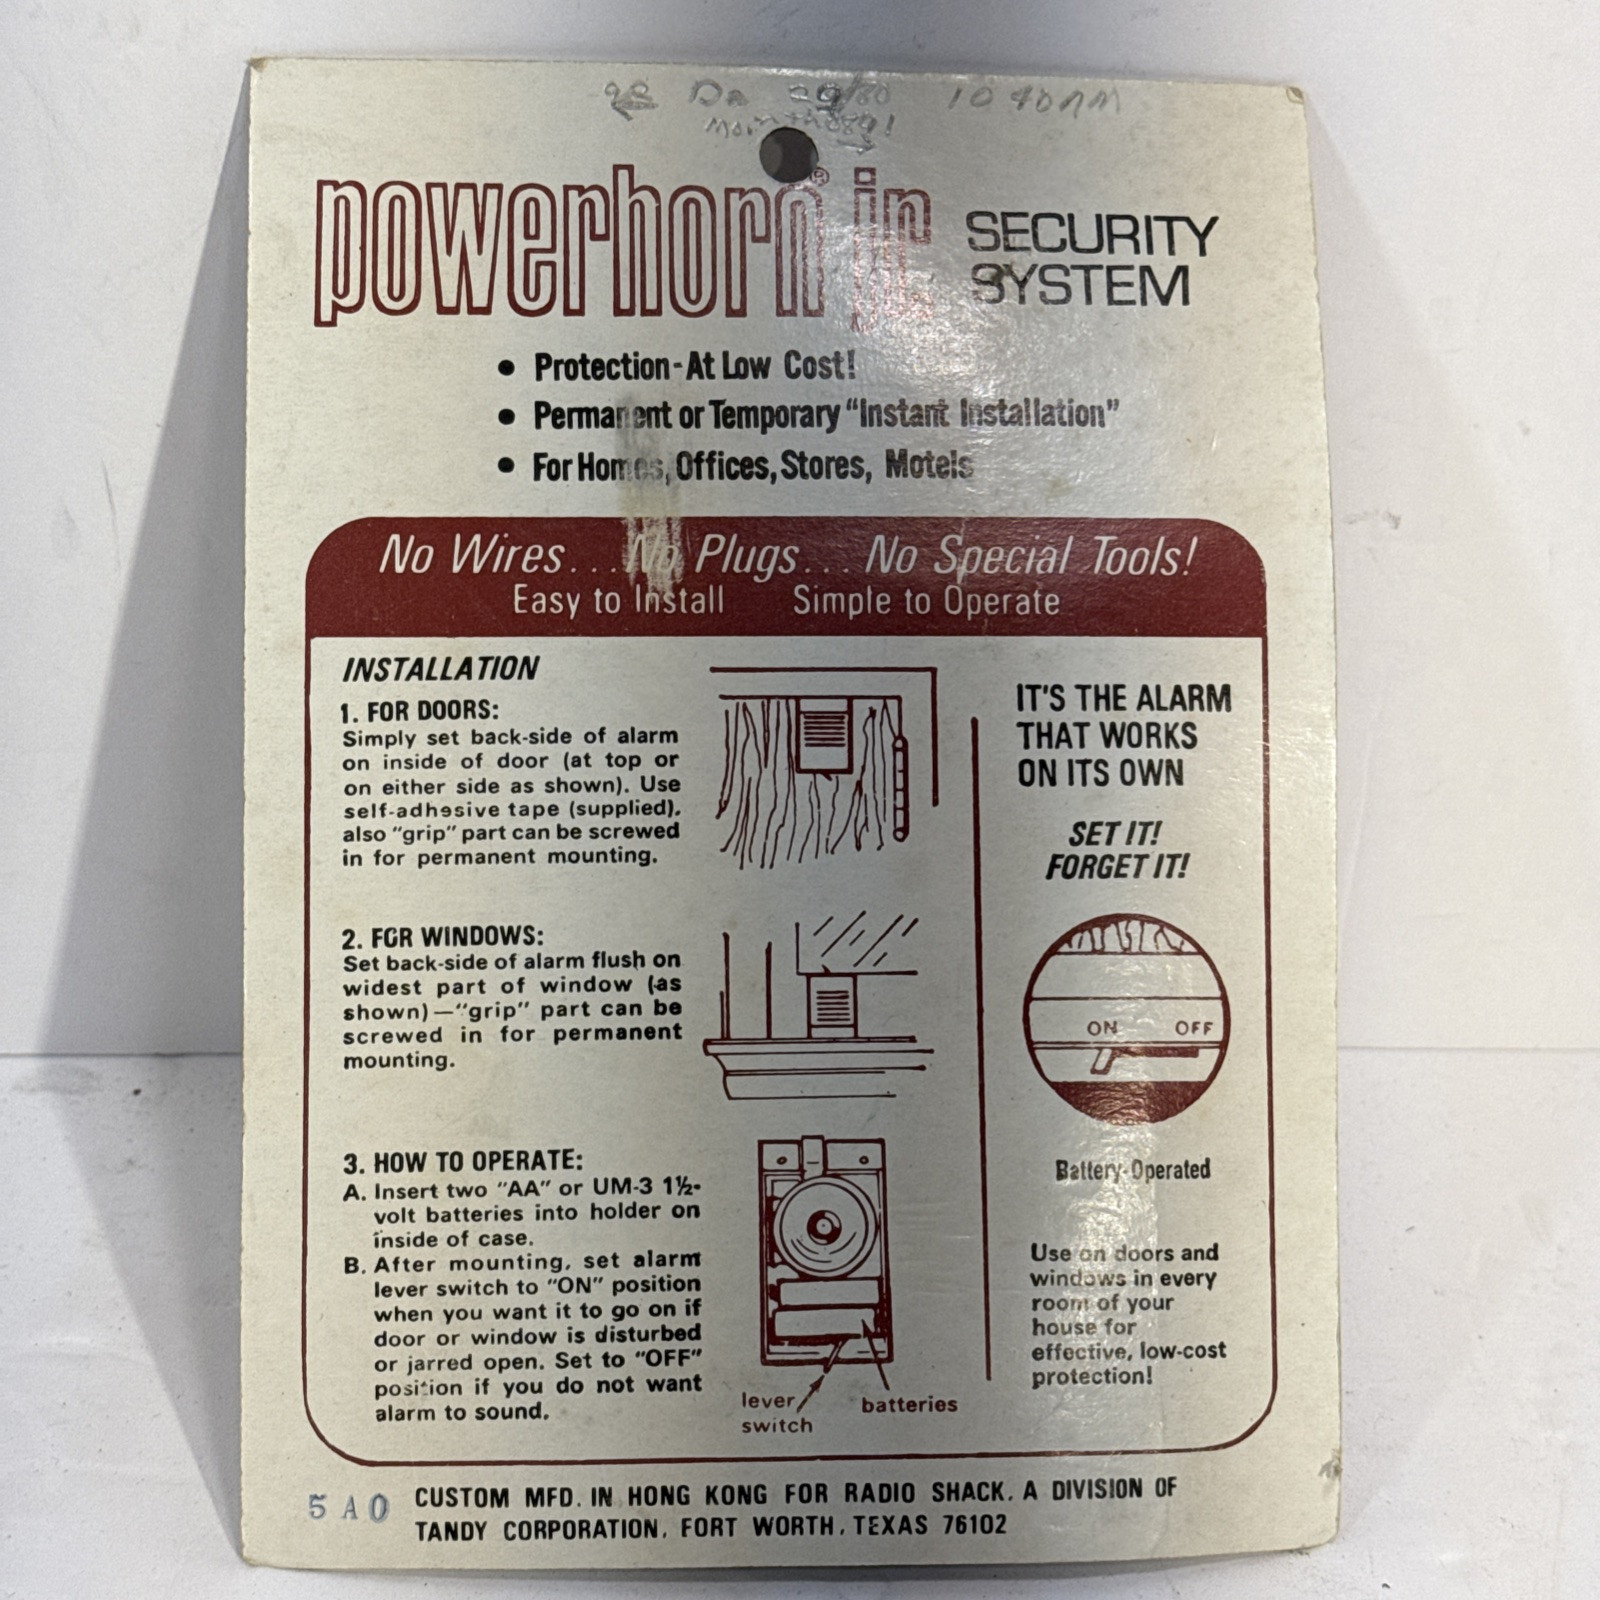 10 40 AM
powerhorn® jr.
SECURITY
SYSTEM
• Protection-At Low Cost!
• Permanent or Temporary “Instant Installation”
• For Homes, Offices, Stores, Motels
No Wires...No Plugs...No Special Tools!
Easy to Install Simple to Operate
INSTALLATION
1. FOR DOORS:
Simply set back-side of alarm
on inside of door (at top or
on either side as shown). Use
self-adhesive tape (supplied),
also “grip” part can be screwed
in for permanent mounting.
2. FOR WINDOWS:
Set back-side of alarm flush on
widest part of window (as
shown)—“grip” part can be
screwed in for permanent
mounting.
3. HOW TO OPERATE:
A. Insert two “AA” or UM-3 1½-
volt batteries into holder on
inside of case.
B. After mounting, set alarm
lever switch to “ON” position
when you want it to go on if
door or window is disturbed
or jarred open. Set to “OFF”
position if you do not want
alarm to sound.
lever
switch
batteries
IT'S THE ALARM
THAT WORKS
ON ITS OWN
SET IT!
FORGET IT!
ON OFF
Battery-Operated
Use on doors and
windows in every
room of your
house for
effective, low-cost
protection!
5A0
CUSTOM MFD. IN HONG KONG FOR RADIO SHACK. A DIVISION OF
TANDY CORPORATION, FORT WORTH, TEXAS 76102